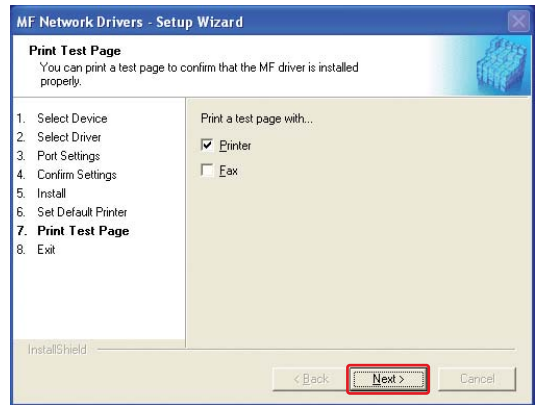 MF Network Drivers - Setup Wizard
Print Test Page
You can print a test page to confirm that the MF driver is installed
properly.
1. Select Device
2. Select Driver
3. Port Settings
4. Confirm Settings
5. Install
6. Set Default Printer
7. Print Test Page
8. Exit
Print a test page with...
Printer
Fax
InstallShield
< Back
Next >
Cancel